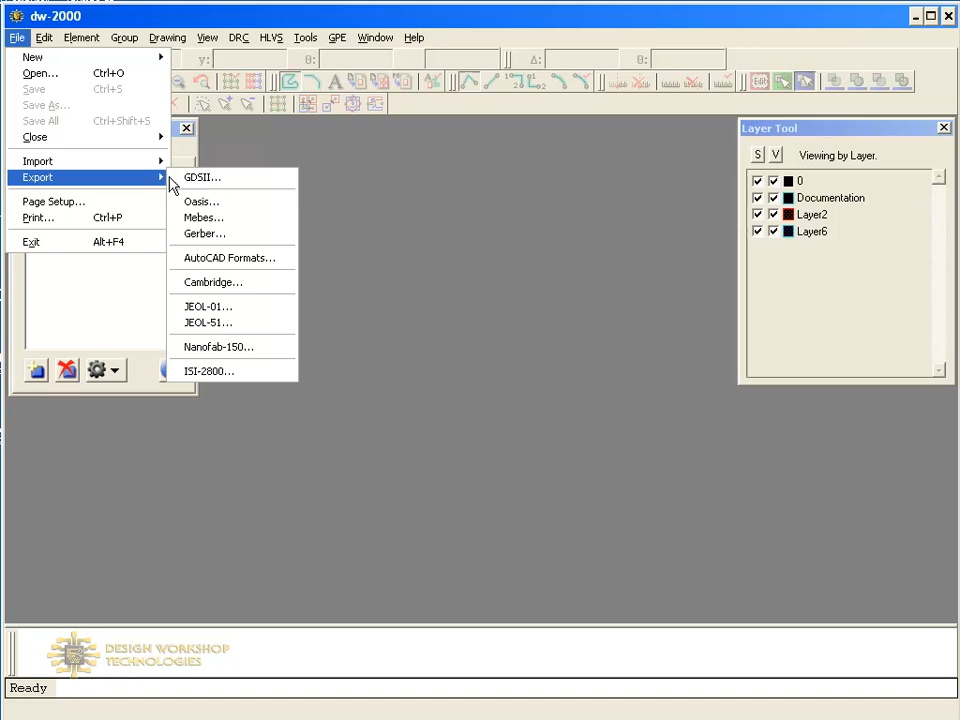 dw-2000
File Edit Element Group Drawing View DRC HLVS Tools GPE Window Help
y: θ: Δ: θ:
New
Open... Ctrl+O
Save Ctrl+S
Save As...
Save All Ctrl+Shift+S
Close
Import
Export
Page Setup...
Print... Ctrl+P
Exit Alt+F4
GDSII...
Oasis...
Mebes...
Gerber...
AutoCAD Formats...
Cambridge...
JEOL-01...
JEOL-51...
Nanofab-150...
ISI-2800...
Edit
Layer Tool
S V Viewing by Layer.
0
Documentation
Layer2
Layer6
DESIGN WORKSHOP
TECHNOLOGIES
Ready